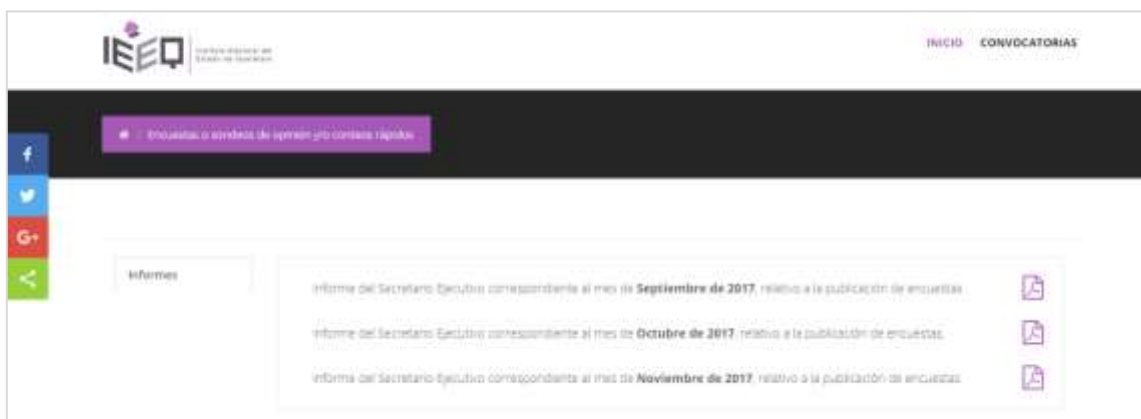 IEEQ
INICIO CONVOCATORIAS
Encuestas o sondeos de opinión y/o conteos rápidos
f
G+
Informes
Informe del Secretario Ejecutivo correspondiente al mes de Septiembre de 2017, relativo a la publicación de encuestas.
Informe del Secretario Ejecutivo correspondiente al mes de Octubre de 2017, relativo a la publicación de encuestas.
Informe del Secretario Ejecutivo correspondiente al mes de Noviembre de 2017, relativo a la publicación de encuestas.